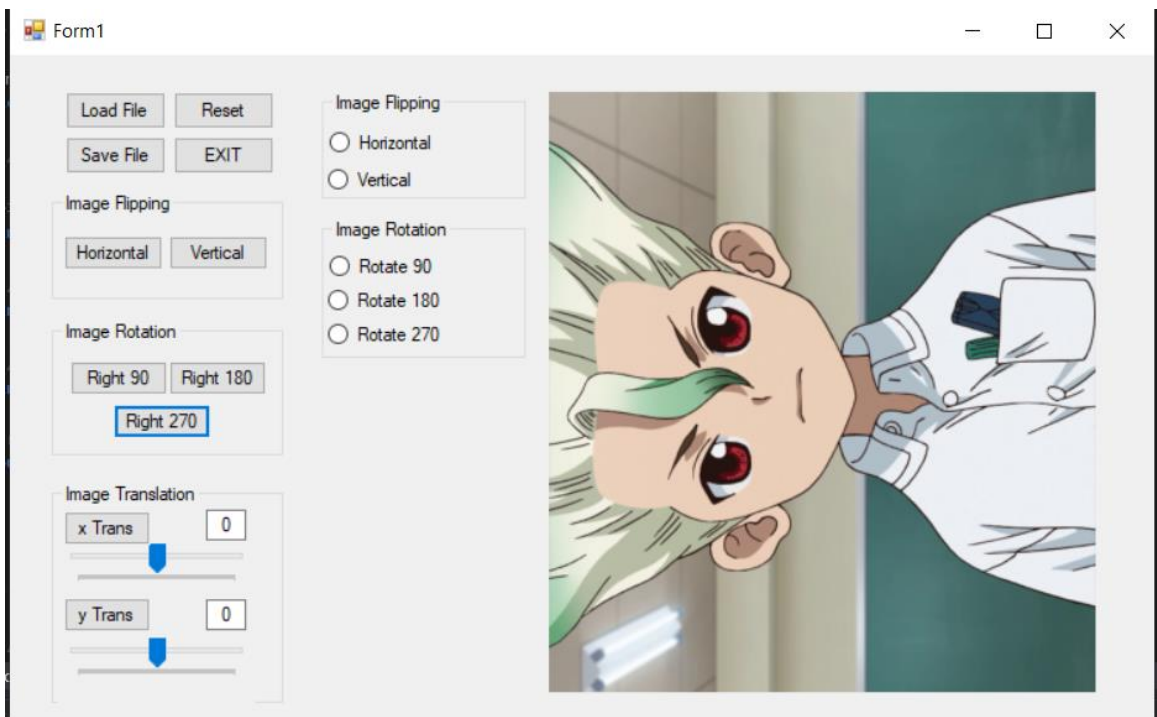 Form1
Load File
Reset
Save File
EXIT
Image Flipping
Horizontal
Vertical
Image Rotation
Right 90
Right 180
Right 270
Image Translation
x Trans
0
y Trans
0
Image Flipping
Horizontal
Vertical
Image Rotation
Rotate 90
Rotate 180
Rotate 270